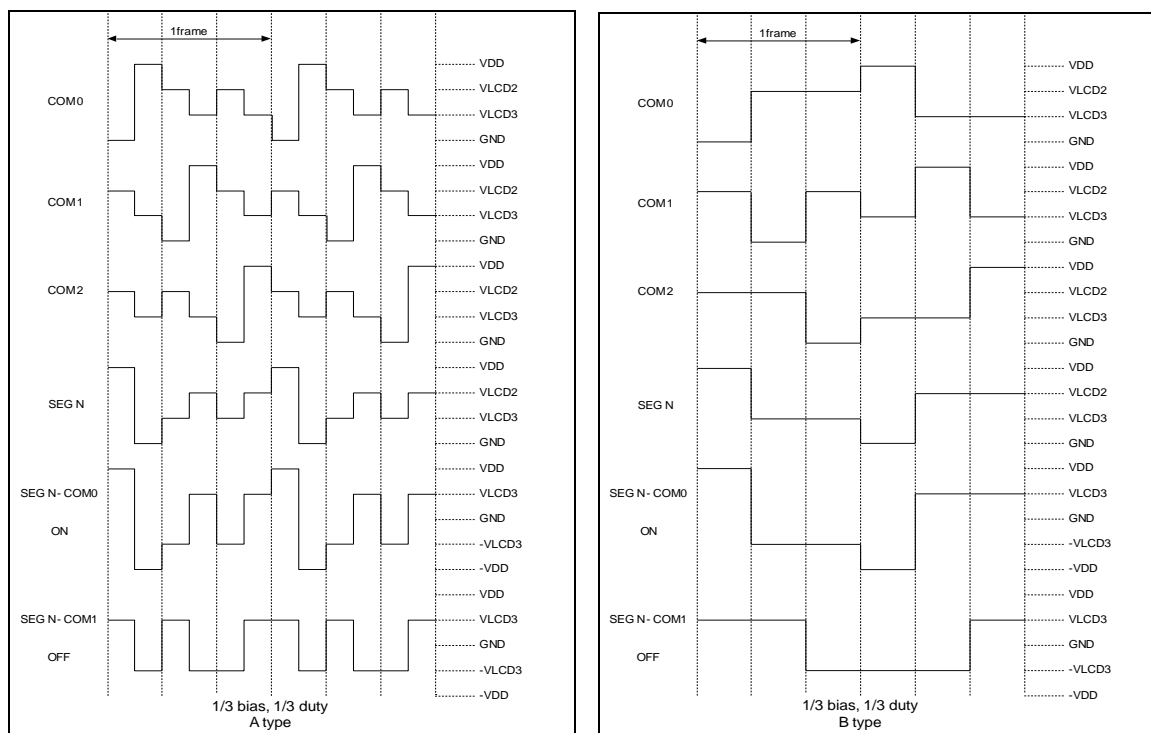 1frame
COM0
VDD
VLCD2
VLCD3
GND
COM1
VDD
VLCD2
VLCD3
GND
COM2
VDD
VLCD2
VLCD3
GND
SEG N
VDD
VLCD2
VLCD3
GND
SEG N- COM0
ON
VDD
VLCD3
GND
-VLCD3
-VDD
SEG N- COM1
OFF
VDD
VLCD3
GND
-VLCD3
-VDD
1/3 bias, 1/3 duty
A type
1frame
COM0
VDD
VLCD2
VLCD3
GND
COM1
VDD
VLCD2
VLCD3
GND
COM2
VDD
VLCD2
VLCD3
GND
SEG N
VDD
VLCD2
VLCD3
GND
SEG N- COM0
ON
VDD
VLCD3
GND
-VLCD3
-VDD
SEG N- COM1
OFF
VDD
VLCD3
GND
-VLCD3
-VDD
1/3 bias, 1/3 duty
B type